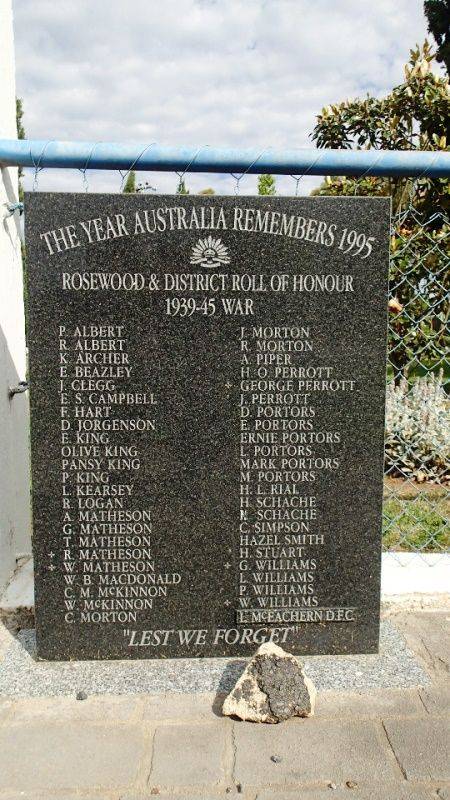 THE YEAR AUSTRALIA REMEMBERS 1995
ROSEWOOD & DISTRICT ROLL OF HONOUR
1939-45 WAR
P. ALBERT
R. ALBERT
K. ARCHER
E. BEAZLEY
J. CLEGG
E. S. CAMPBELL
F. HART
D. JORGENSON
E. KING
OLIVE KING
PANSY KING
P. KING
L. KEARSEY
R. LOGAN
A. MATHESON
G. MATHESON
T. MATHESON
+ R. MATHESON
+ W. MATHESON
W. B. MACDONALD
C. M. MCKINNON
W. MCKINNON
C. MORTON
J. MORTON
R. MORTON
A. PIPER
H. O. PERROTT
+ GEORGE PERROTT
J. PERROTT
D. PORTORS
E. PORTORS
ERNIE PORTORS
L. PORTORS
MARK PORTORS
M. PORTORS
H. L. RIAL
H. SCHACHE
N. SCHACHE
C. SIMPSON
HAZEL SMITH
+ H. STUART
+ G. WILLIAMS
L. WILLIAMS
P. WILLIAMS
+ W. WILLIAMS
L. MCEACHERN D.F.C.
"LEST WE FORGET"